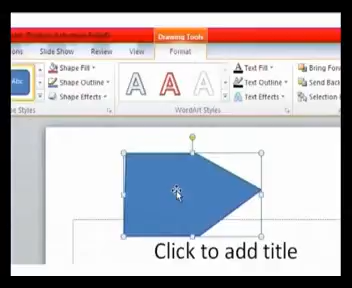 Drawing Tools
Slide Show Review View Format
Abc Shape Fill Text Fill Bring For
Shape Outline A A A Text Outline Send Back
Shape Effects Text Effects Selection
Styles WordArt Styles
Click to add title